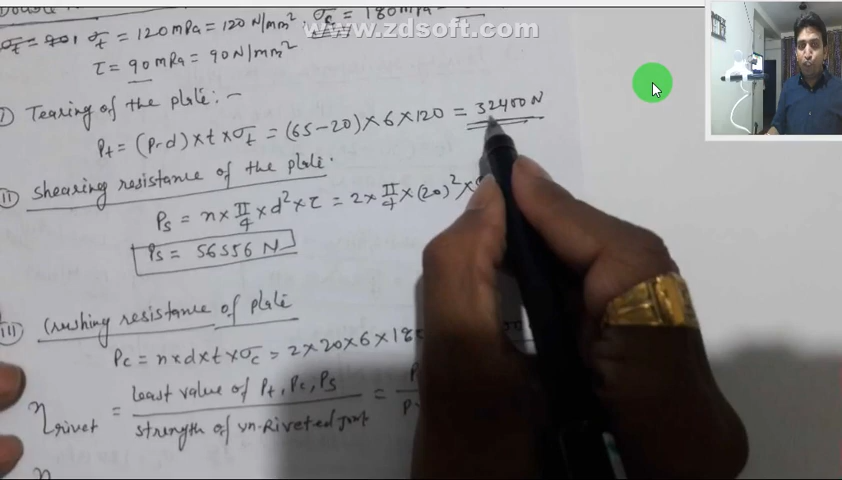 www.zdsoft.com
Double
σt = 120 mPa = 120 N/mm², σc = 180 mPa
τ = 90 mPa = 90 N/mm²
I) Tearing of the plate: -
Pt = (P-d) × t × σt = (65-20) × 6 × 120 = 32400 N
II) Shearing resistance of the plate.
Ps = n × π/4 × d² × τ = 2 × π/4 × (20)² ×
Ps = 56556 N
III) Crushing resistance of plate
Pc = n × d × t × σc = 2 × 20 × 6 × 180
η rivet = least value of Pt, Pc, Ps / strength of un-Riveted joint =
η